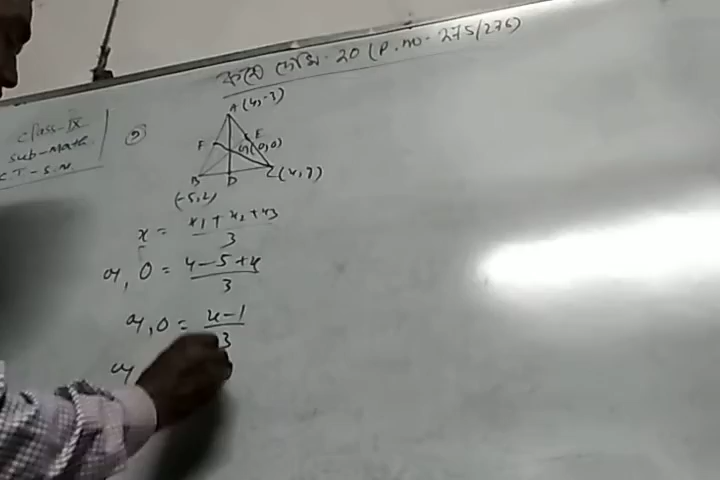 কষে দেখি-20 (P.no- 275/276)
Class-IX
Sub-Math
CT-S.N.
A(4,-3)
F
E
G(0,0)
B
D
C(x,y)
(-5,2)
x = x₁+x₂+x₃/3
বা, 0 = 4-5+x/3
বা, 0 = x-1/3
বা,